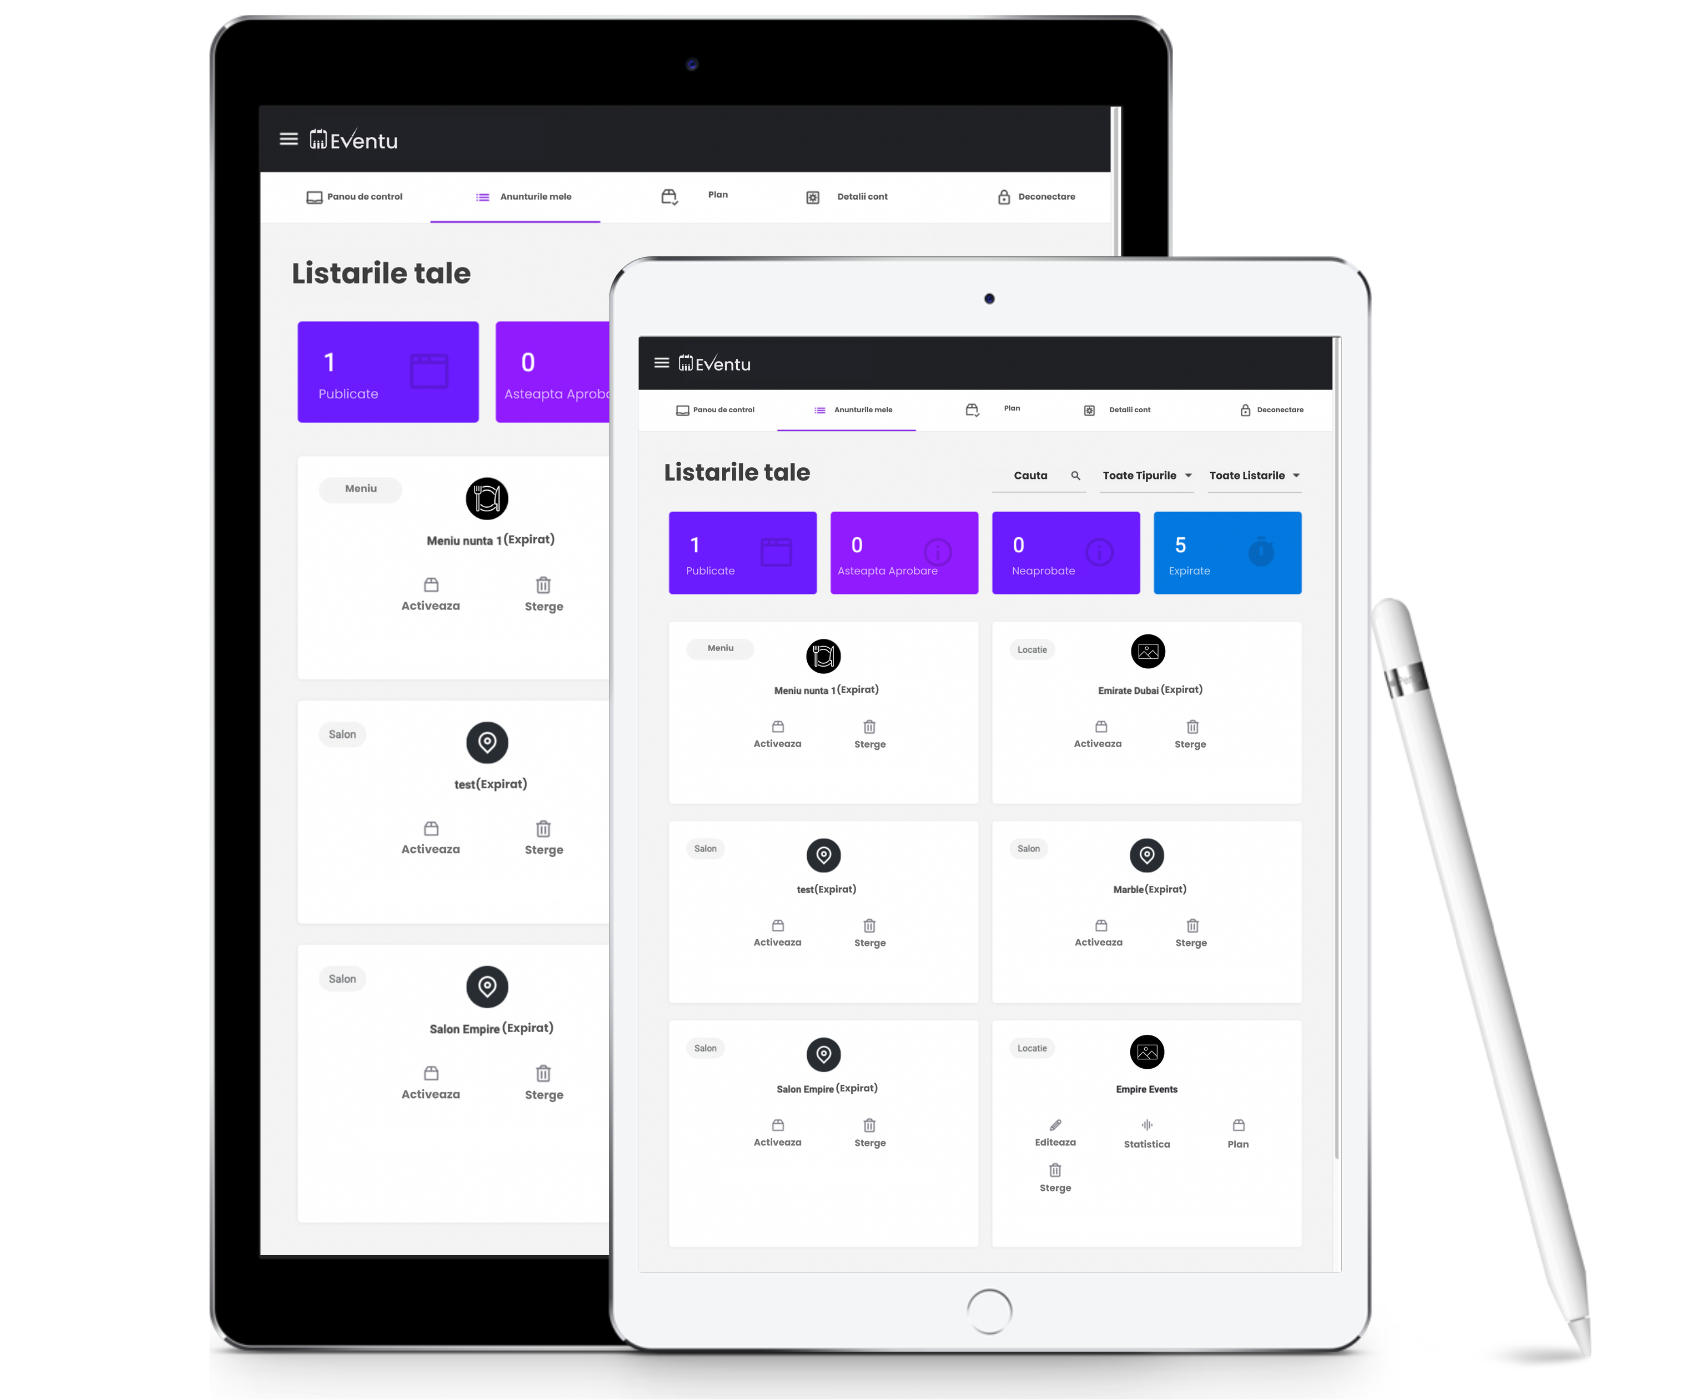 Eventu
Panou de control
Anunturile mele
Plan
Detalii cont
Deconectare
Listarile tale
1
Publicate
0
Asteapta Aproba
Meniu
Meniu nunta 1(Expirat)
Activeaza
Sterge
Salon
test(Expirat)
Activeaza
Sterge
Salon
Salon Empire (Expirat)
Activeaza
Sterge
Eventu
Panou de control
Anunturile mele
Plan
Detalii cont
Deconectare
Listarile tale
Cauta
Toate Tipurile
Toate Listarile
1
Publicate
0
Asteapta Aprobare
0
Neaprobate
5
Expirate
Meniu
Meniu nunta 1(Expirat)
Activeaza
Sterge
Locatie
Emirate Dubai (Expirat)
Activeaza
Sterge
Salon
test(Expirat)
Activeaza
Sterge
Salon
Marble(Expirat)
Activeaza
Sterge
Salon
Salon Empire (Expirat)
Activeaza
Sterge
Locatie
Empire Events
Editeaza
Statistica
Plan
Sterge